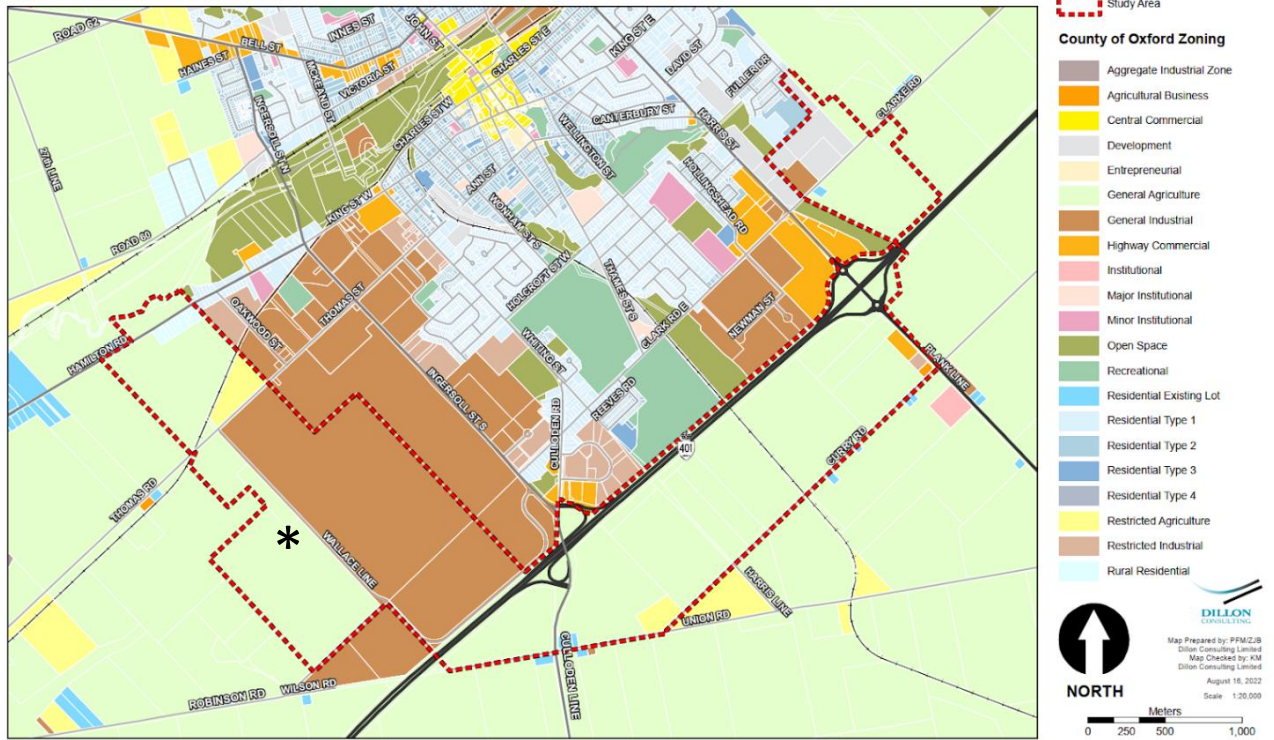 ROAD 62
HAINES ST
BELL ST
INNES ST
JOHN ST
CHARLES ST E
KING ST E
DAVID ST
FULLER DR
CLARKE RD
27th LINE
INGERSOLL ST N
MCKEAND ST
VICTORIA ST
CHARLES ST W
CANTERBURY ST
WELLINGTON ST
HARRIS ST
ANN ST
HOLLINGSHEAD RD
KING ST W
WONHAM ST S
ROAD 60
HAMILTON RD
OAKWOOD ST
THOMAS ST
HOLCROFT ST W
THAMES ST S
CLARK RD E
NEWMAN ST
WHITING ST
INGERSOLL ST S
REEVES RD
PLANK LINE
CULLODEN RD
401
CURRY RD
THOMAS RD
*
WALLACE LINE
HARRIS LINE
UNION RD
CULLODEN LINE
ROBINSON RD
WILSON RD
Study Area
County of Oxford Zoning
Aggregate Industrial Zone
Agricultural Business
Central Commercial
Development
Entrepreneurial
General Agriculture
General Industrial
Highway Commercial
Institutional
Major Institutional
Minor Institutional
Open Space
Recreational
Residential Existing Lot
Residential Type 1
Residential Type 2
Residential Type 3
Residential Type 4
Restricted Agriculture
Restricted Industrial
Rural Residential
NORTH
DILLON
CONSULTING
Map Prepared by: PFM/ZJB
Dillon Consulting Limited
Map Checked by: KM
Dillon Consulting Limited
August 16, 2022
Scale 1:20,000
Meters
0 250 500 1,000